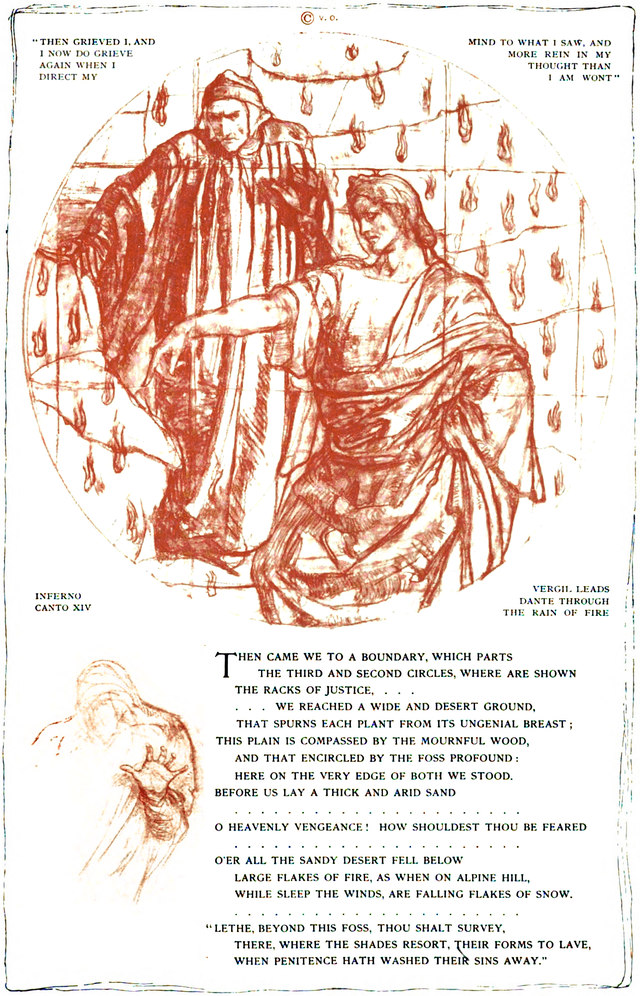 © V. O.
"THEN GRIEVED I, AND
I NOW DO GRIEVE
AGAIN WHEN I
DIRECT MY
MIND TO WHAT I SAW, AND
MORE REIN IN MY
THOUGHT THAN
I AM WONT"
INFERNO
CANTO XIV
VERGIL LEADS
DANTE THROUGH
THE RAIN OF FIRE
THEN CAME WE TO A BOUNDARY, WHICH PARTS
THE THIRD AND SECOND CIRCLES, WHERE ARE SHOWN
THE RACKS OF JUSTICE, . . .
. . . WE REACHED A WIDE AND DESERT GROUND,
THAT SPURNS EACH PLANT FROM ITS UNGENIAL BREAST;
THIS PLAIN IS COMPASSED BY THE MOURNFUL WOOD,
AND THAT ENCIRCLED BY THE FOSS PROFOUND:
HERE ON THE VERY EDGE OF BOTH WE STOOD.
BEFORE US LAY A THICK AND ARID SAND
. . . . . . . . . . . . . . . . . . . . . .
O HEAVENLY VENGEANCE! HOW SHOULDEST THOU BE FEARED
. . . . . . . . . . . . . . . . . . . . . .
O'ER ALL THE SANDY DESERT FELL BELOW
LARGE FLAKES OF FIRE, AS WHEN ON ALPINE HILL,
WHILE SLEEP THE WINDS, ARE FALLING FLAKES OF SNOW.
. . . . . . . . . . . . . . . . . . . . . .
"LETHE, BEYOND THIS FOSS, THOU SHALT SURVEY,
THERE, WHERE THE SHADES RESORT, THEIR FORMS TO LAVE,
WHEN PENITENCE HATH WASHED THEIR SINS AWAY."